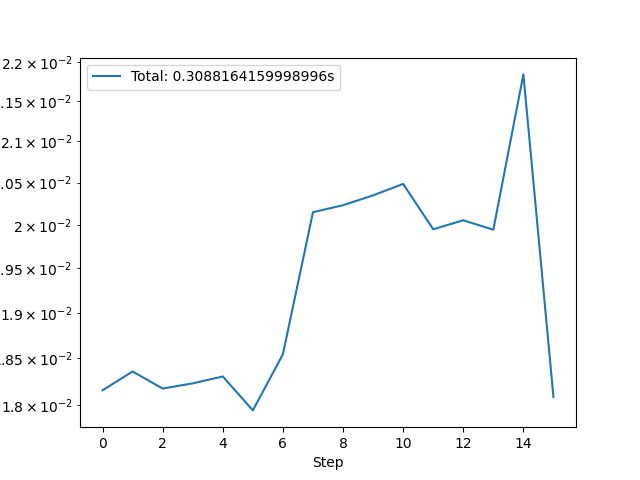 Total: 0.3088164159998996s
2.2 × 10⁻²
.15 × 10⁻²
2.1 × 10⁻²
.05 × 10⁻²
2 × 10⁻²
.95 × 10⁻²
1.9 × 10⁻²
.85 × 10⁻²
1.8 × 10⁻²
0 2 4 6 8 10 12 14
Step